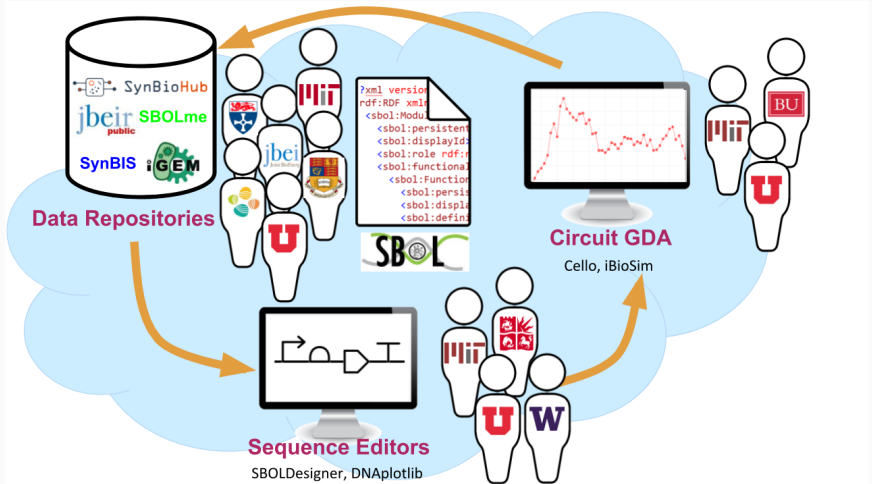 SynBioHub
jbeir
public
SBOLme
SynBIS
iGEM
Data Repositories
MIT
jbei
U
?xml version
rdf:RDF xmln
<sbol:Modul
<sbol:persistent
<sbol:displayId>
<sbol:role rdf:r
<sbol:functional
<sbol:Function
<sbol:persis
<sbol:displa
<sbol:defini
SBOL
MIT
BU
U
Circuit GDA
Cello, iBioSim
MIT
U
W
Sequence Editors
SBOLDesigner, DNAplotlib